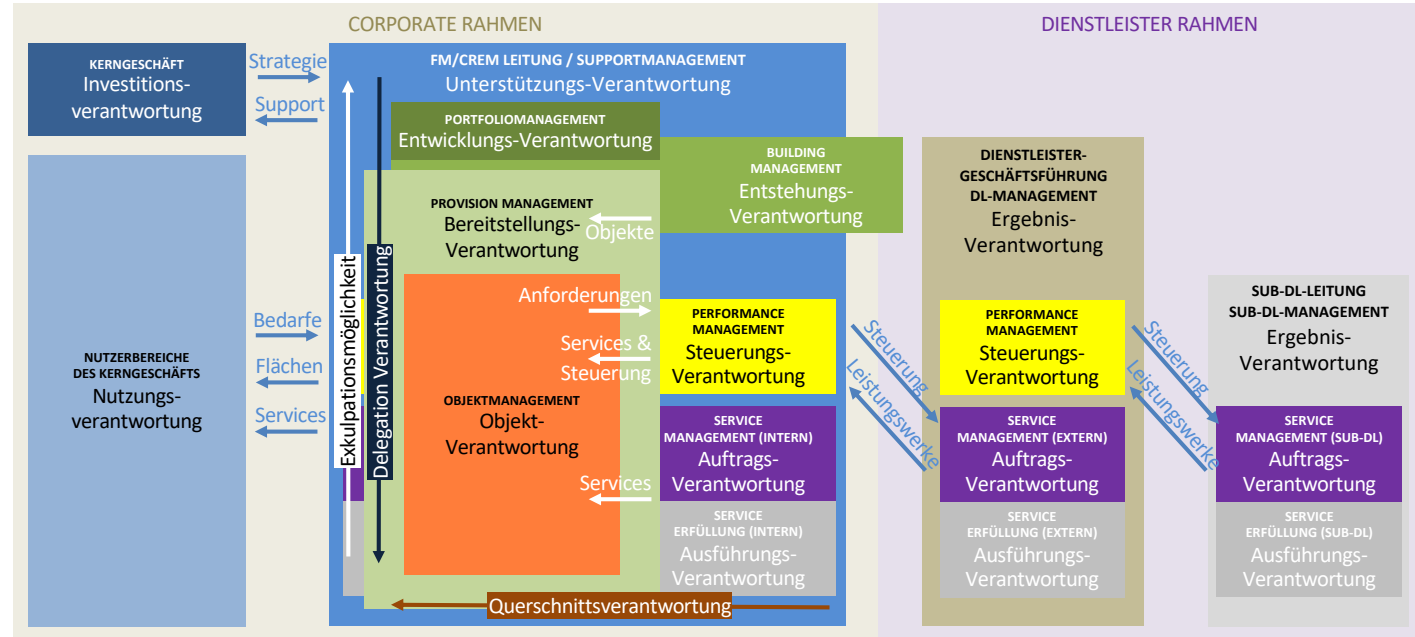 CORPORATE RAHMEN
DIENSTLEISTER RAHMEN
KERNGESCHÄFT
Investitions-
verantwortung
Strategie
Support
FM/CREM LEITUNG / SUPPORTMANAGEMENT
Unterstützungs-Verantwortung
PORTFOLIOMANAGEMENT
Entwicklungs-Verantwortung
BUILDING
MANAGEMENT
Entstehungs-
Verantwortung
PROVISION MANAGEMENT
Bereitstellungs-
Verantwortung
Objekte
Exkulpationsmöglichkeit
Delegation Verantwortung
NUTZERBEREICHE
DES KERNGESCHÄFTS
Nutzungs-
verantwortung
Bedarfe
Flächen
Services
Anforderungen
Services &
Steuerung
OBJEKTMANAGEMENT
Objekt-
Verantwortung
Services
PERFORMANCE
MANAGEMENT
Steuerungs-
Verantwortung
SERVICE
MANAGEMENT (INTERN)
Auftrags-
Verantwortung
SERVICE
ERFÜLLUNG (INTERN)
Ausführungs-
Verantwortung
Querschnittsverantwortung
Steuerung
Leistungswerke
DIENSTLEISTER-
GESCHÄFTSFÜHRUNG
DL-MANAGEMENT
Ergebnis-
Verantwortung
PERFORMANCE
MANAGEMENT
Steuerungs-
Verantwortung
SERVICE
MANAGEMENT (EXTERN)
Auftrags-
Verantwortung
SERVICE
ERFÜLLUNG (EXTERN)
Ausführungs-
Verantwortung
Steuerung
Leistungswerke
SUB-DL-LEITUNG
SUB-DL-MANAGEMENT
Ergebnis-
Verantwortung
SERVICE
MANAGEMENT (SUB-DL)
Auftrags-
Verantwortung
SERVICE
ERFÜLLUNG (SUB-DL)
Ausführungs-
Verantwortung